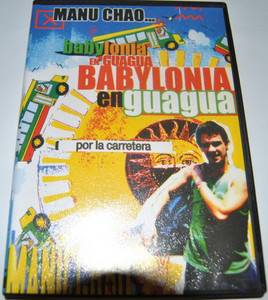 MANU CHAO...
babylonia
EN GUAGUA
BABYLONIA
en guagua
por la carretera